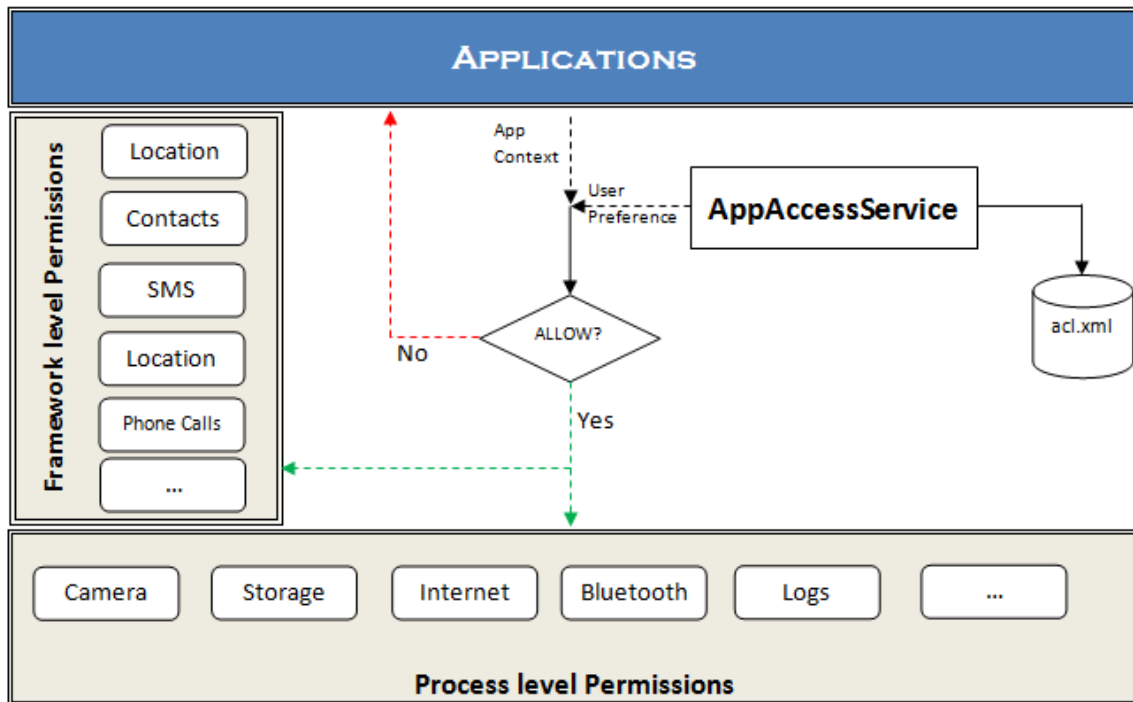 APPLICATIONS
Framework level Permissions
Location
Contacts
SMS
Location
Phone Calls
...
App
Context
User
Preference
AppAccessService
acl.xml
ALLOW?
No
Yes
Camera
Storage
Internet
Bluetooth
Logs
...
Process level Permissions